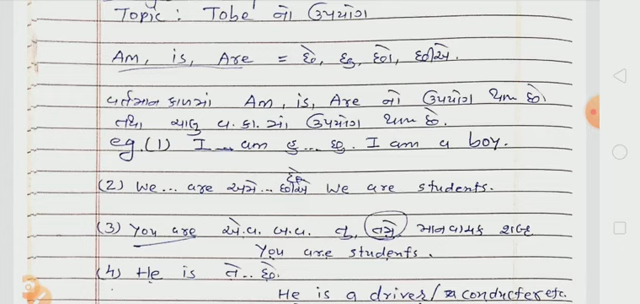 Topic : Tobe નો ઉપયોગ
Am, is, Are = છે, છું, છો, છીએ.
વર્તમાન કાળમાં Am, is, Are નો ઉપયોગ થાય છે.
તથા ચાલુ વ. કા. માં ઉપયોગ થાય છે.
eg. (1) I ... am હું ... છું. I am a boy.
(2) We ... are અમે ... છીએ We are students.
(3) You are એ.વ. બ.વ. તું, તમે માનવાચક શબ્દ
You are students.
(4) He is તે .. છે.
He is a driver/ conducter etc.